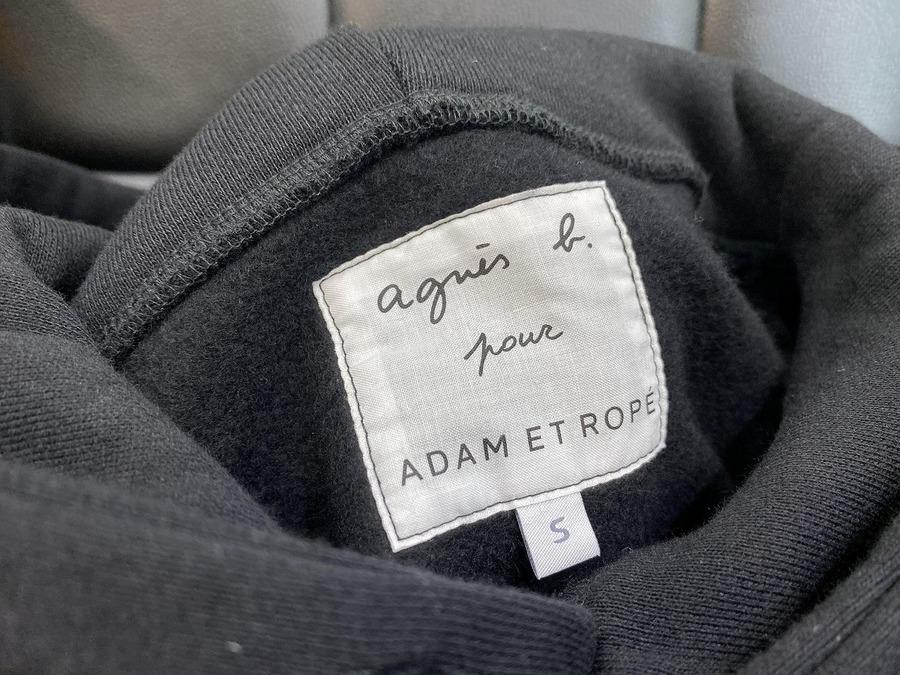 agnès b.
pour
ADAM ET ROPÉ
S